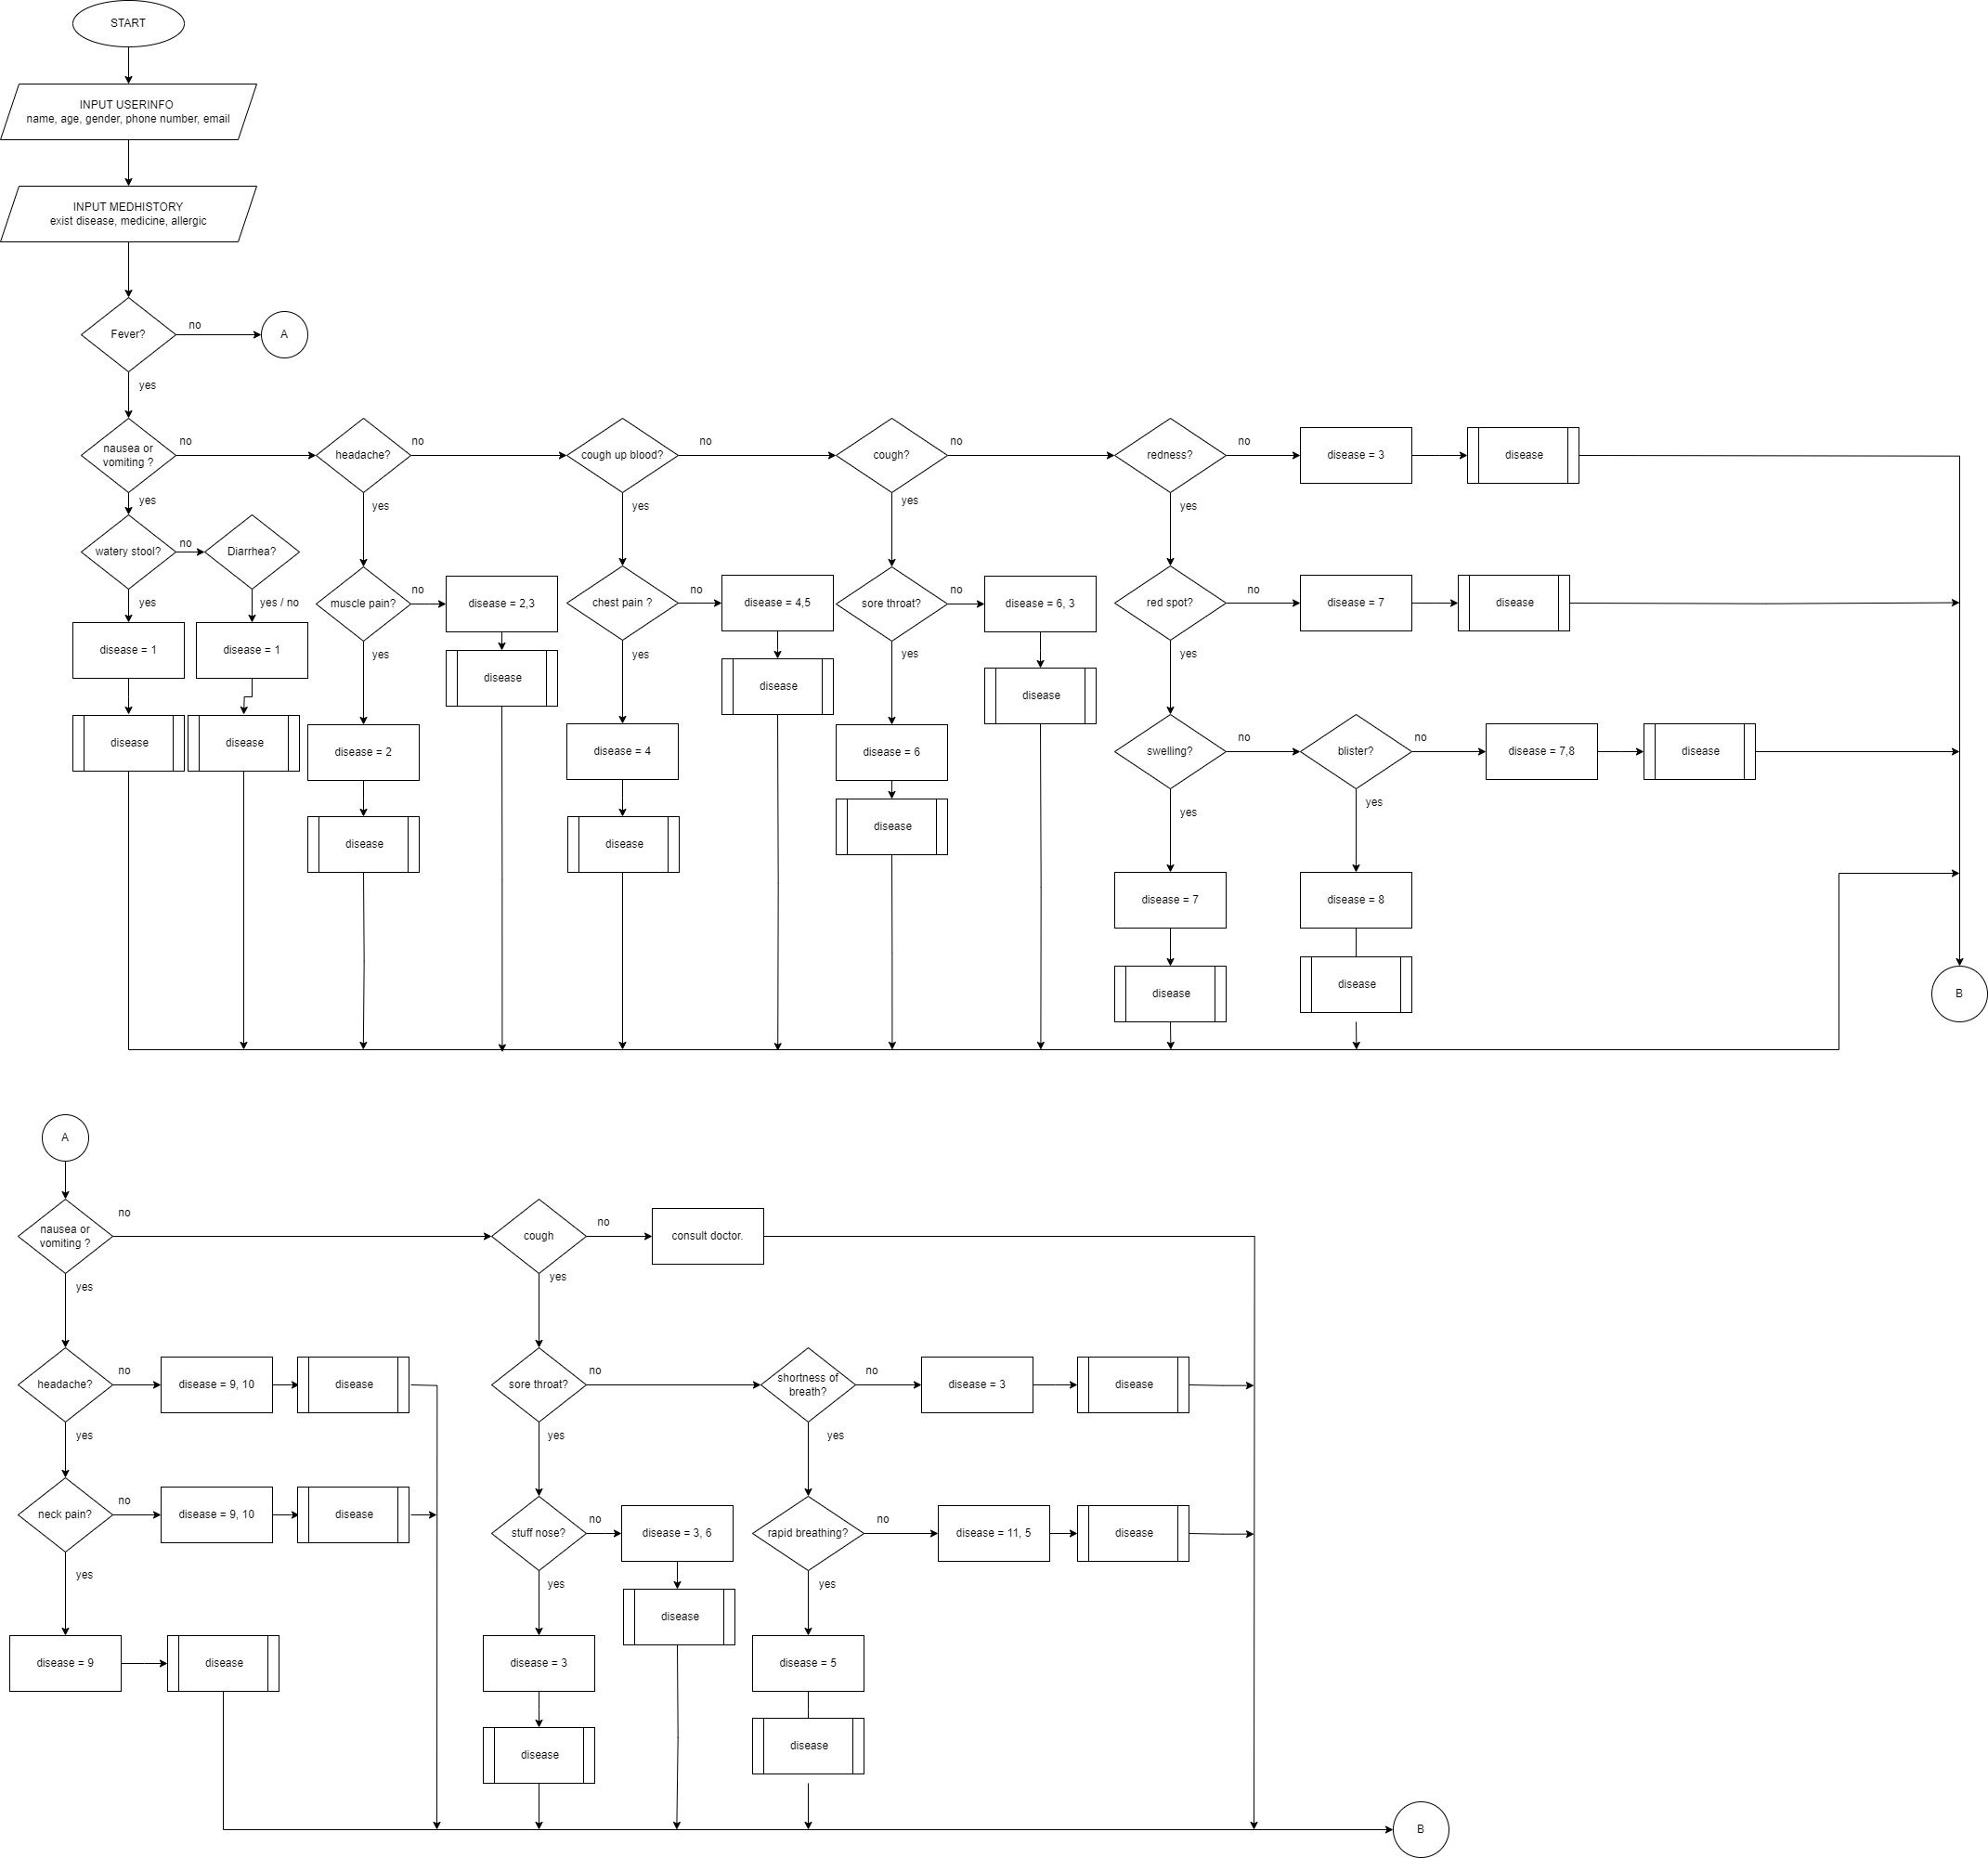 START
INPUT USERINFO
name, age, gender, phone number, email
INPUT MEDHISTORY
exist disease, medicine, allergic
Fever?
no
A
yes
nausea or
vomiting ?
no
headache?
no
cough up blood?
no
cough?
no
redness?
no
disease = 3
disease
yes
yes
yes
yes
yes
watery stool?
no
Diarrhea?
muscle pain?
no
disease = 2,3
chest pain ?
no
disease = 4,5
sore throat?
no
disease = 6, 3
red spot?
no
disease = 7
disease
yes
yes / no
disease = 1
disease = 1
yes
disease
yes
disease
yes
disease
yes
disease
disease
disease = 2
disease = 4
disease = 6
swelling?
no
blister?
no
disease = 7,8
disease
disease
disease
disease
yes
yes
disease = 7
disease = 8
disease
disease
B
A
nausea or
vomiting ?
no
cough
no
consult doctor.
yes
yes
headache?
no
disease = 9, 10
disease
sore throat?
no
shortness of
breath?
no
disease = 3
disease
yes
yes
yes
neck pain?
no
disease = 9, 10
disease
stuff nose?
no
disease = 3, 6
rapid breathing?
no
disease = 11, 5
disease
yes
yes
yes
disease
disease = 9
disease
disease = 3
disease = 5
disease
disease
B